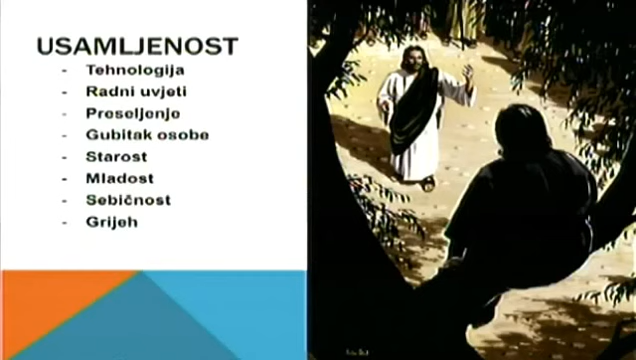 USAMLJENOST
- Tehnologija
- Radni uvjeti
- Preseljenje
- Gubitak osobe
- Starost
- Mladost
- Sebičnost
- Grijeh